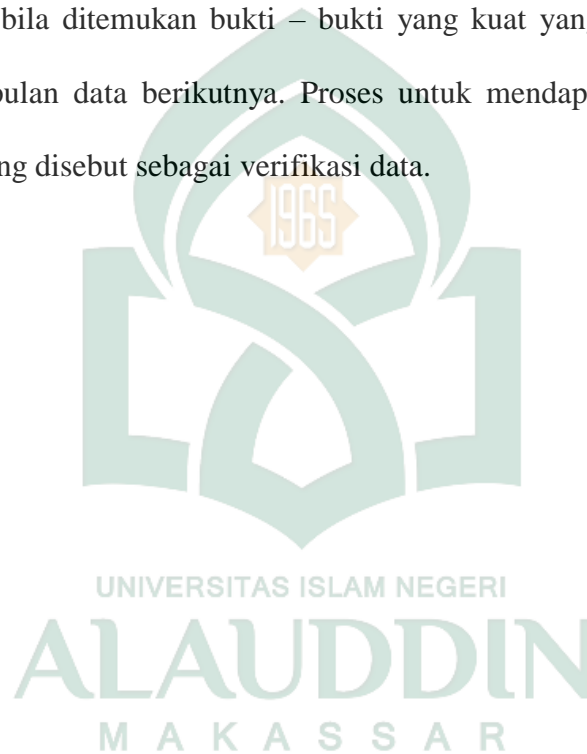 bila ditemukan bukti – bukti yang kuat yan
pulan data berikutnya. Proses untuk mendap
ng disebut sebagai verifikasi data.
1965
UNIVERSITAS ISLAM NEGERI
ALAUDDIN
MAKASSAR